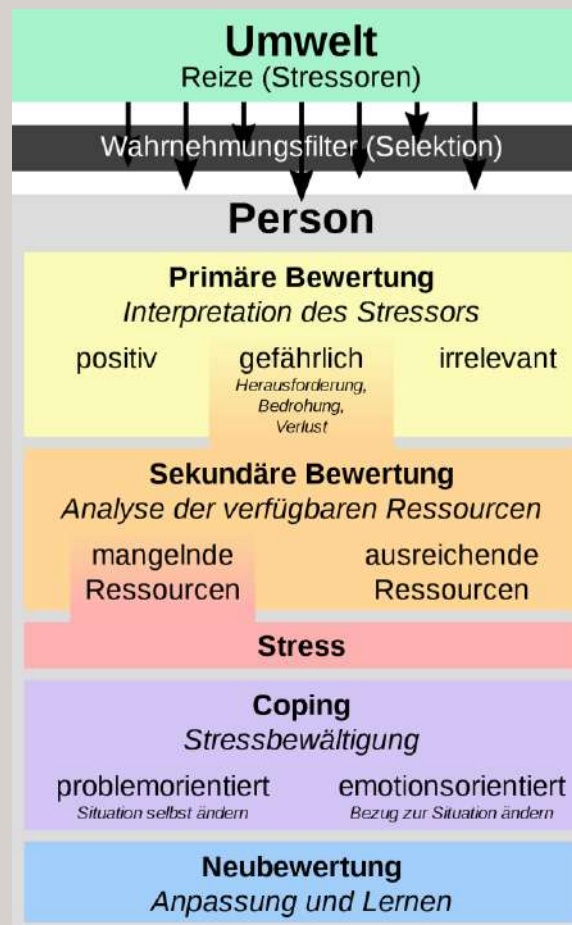 Umwelt
Reize (Stressoren)
Wahrnehmungsfilter (Selektion)
Person
Primäre Bewertung
Interpretation des Stressors
positiv gefährlich irrelevant
Herausforderung,
Bedrohung,
Verlust
Sekundäre Bewertung
Analyse der verfügbaren Ressourcen
mangelnde ausreichende
Ressourcen Ressourcen
Stress
Coping
Stressbewältigung
problemorientiert emotionsorientiert
Situation selbst ändern Bezug zur Situation ändern
Neubewertung
Anpassung und Lernen